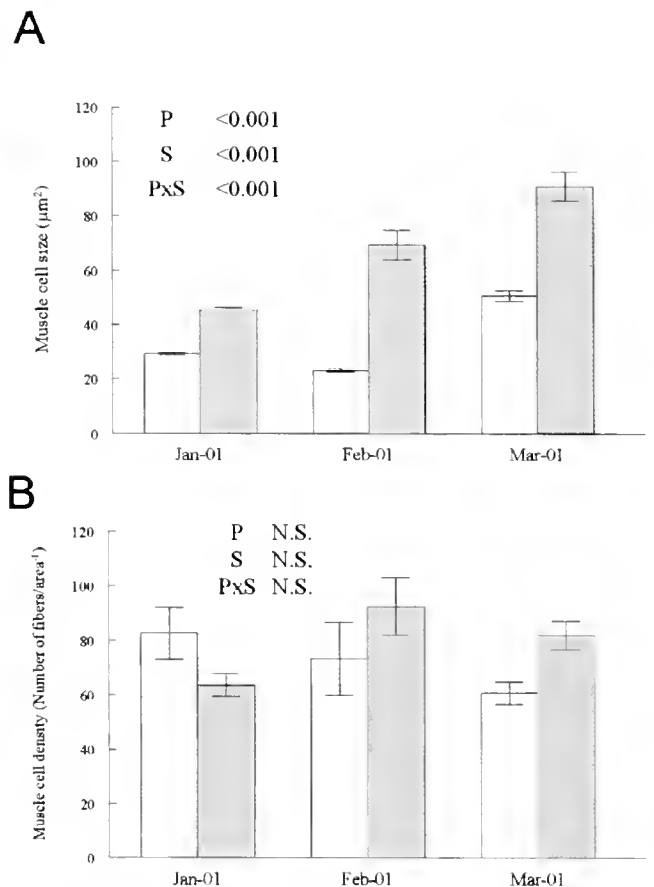 A
P <0.001
S <0.001
PxS <0.001
Muscle cell size (µm²)
120
100
80
60
40
20
0
Jan-01 Feb-01 Mar-01
B
P N.S.
S N.S.
PxS N.S.
Muscle cell density (Number of fibers/area⁻¹)
120
100
80
60
40
20
0
Jan-01 Feb-01 Mar-01